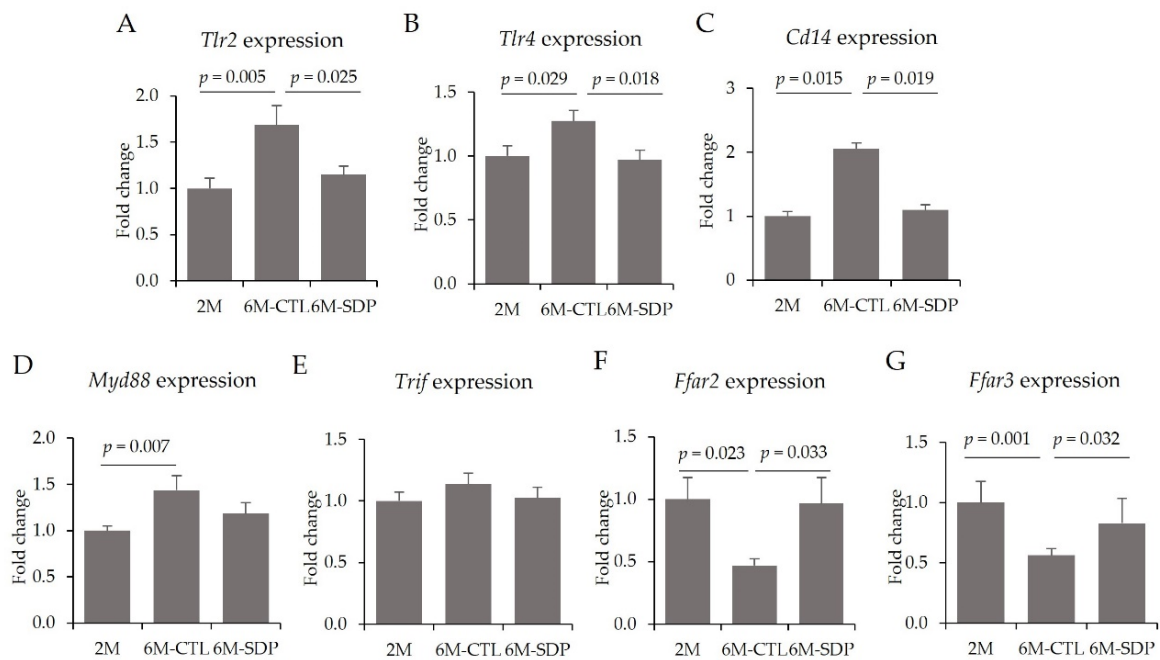 A
Tlr2 expression
p = 0.005
p = 0.025
Fold change
2.0
1.5
1.0
0.5
0.0
2M
6M-CTL
6M-SDP
B
Tlr4 expression
p = 0.029
p = 0.018
Fold change
1.5
1.0
0.5
0.0
2M
6M-CTL
6M-SDP
C
Cd14 expression
p = 0.015
p = 0.019
Fold change
3
2
1
0
2M
6M-CTL
6M-SDP
D
Myd88 expression
p = 0.007
Fold change
2.0
1.5
1.0
0.5
0.0
2M
6M-CTL
6M-SDP
E
Trif expression
Fold change
1.5
1.0
0.5
0.0
2M
6M-CTL
6M-SDP
F
Ffar2 expression
p = 0.023
p = 0.033
Fold change
1.5
1.0
0.5
0.0
2M
6M-CTL
6M-SDP
G
Ffar3 expression
p = 0.001
p = 0.032
Fold change
1.5
1.0
0.5
0.0
2M
6M-CTL
6M-SDP